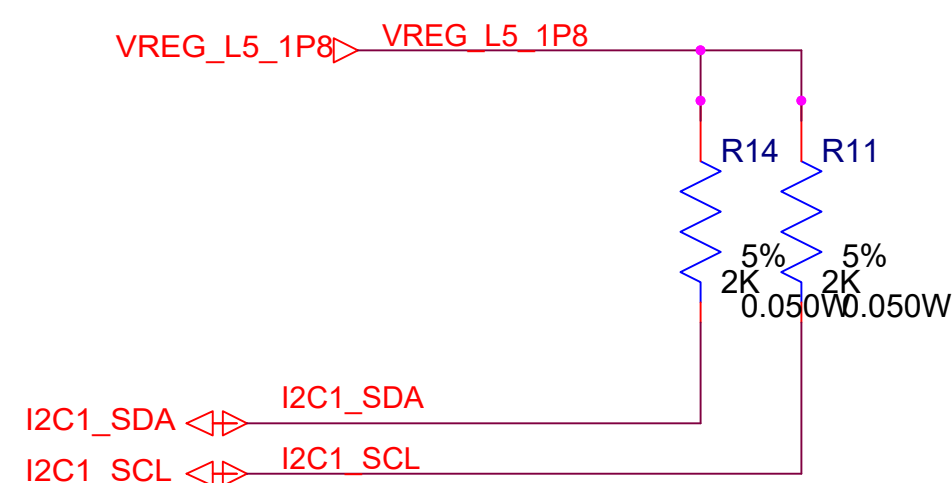 VREG_L5_1P8
VREG_L5_1P8
R14
R11
5%
2K
0.050W
5%
2K
0.050W
I2C1_SDA
I2C1_SDA
I2C1_SCL
I2C1_SCL